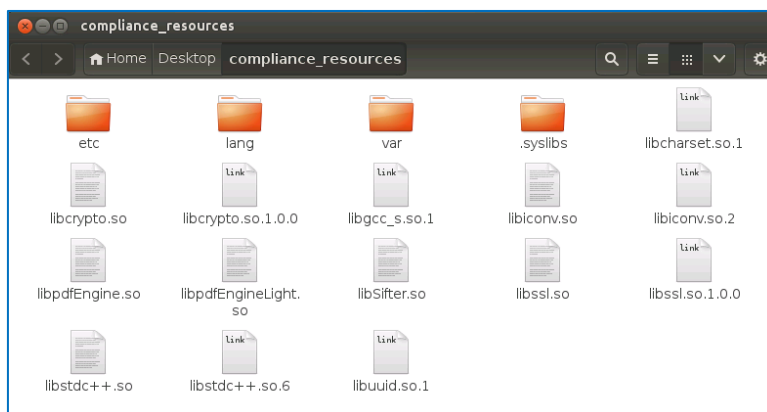 compliance_resources
Home Desktop compliance_resources
link
etc lang var .syslibs libcharset.so.1
link link link
libcrypto.so libcrypto.so.1.0.0 libgcc_s.so.1 libiconv.so libiconv.so.2
link
libpdfEngine.so libpdfEngineLight.so libSifter.so libssl.so libssl.so.1.0.0
link link
libstdc++.so libstdc++.so.6 libuuid.so.1